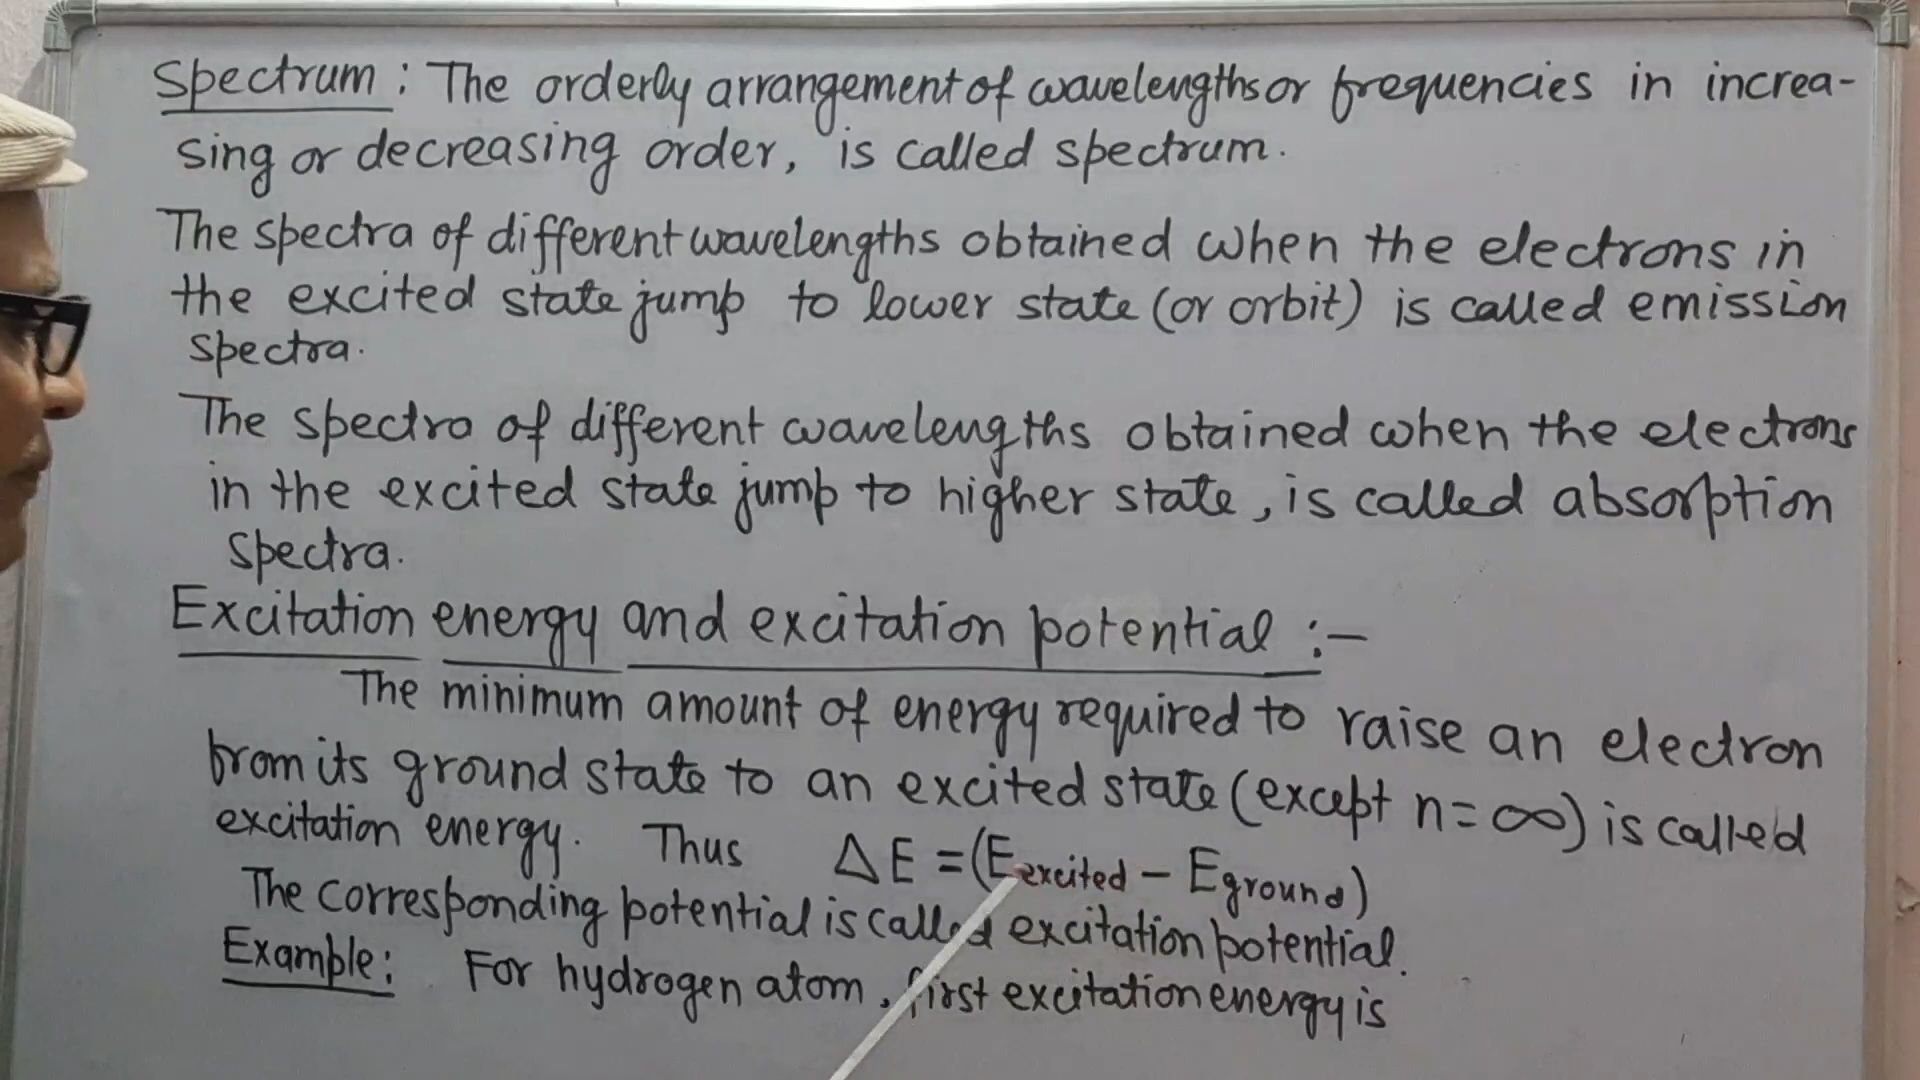 Spectrum : The orderly arrangement of wavelengths or frequencies in increa-
sing or decreasing order, is called spectrum.
The spectra of different wavelengths obtained when the electrons in
the excited state jump to lower state (or orbit) is called emission
spectra.
The spectra of different wavelengths obtained when the electrons
in the excited state jump to higher state, is called absorption
spectra.
Excitation energy and excitation potential :-
The minimum amount of energy required to raise an electron
from its ground state to an excited state (except n = ∞) is called
excitation energy. Thus ΔE = (E excited - E ground)
The corresponding potential is called excitation potential.
Example: For hydrogen atom, first excitation energy is